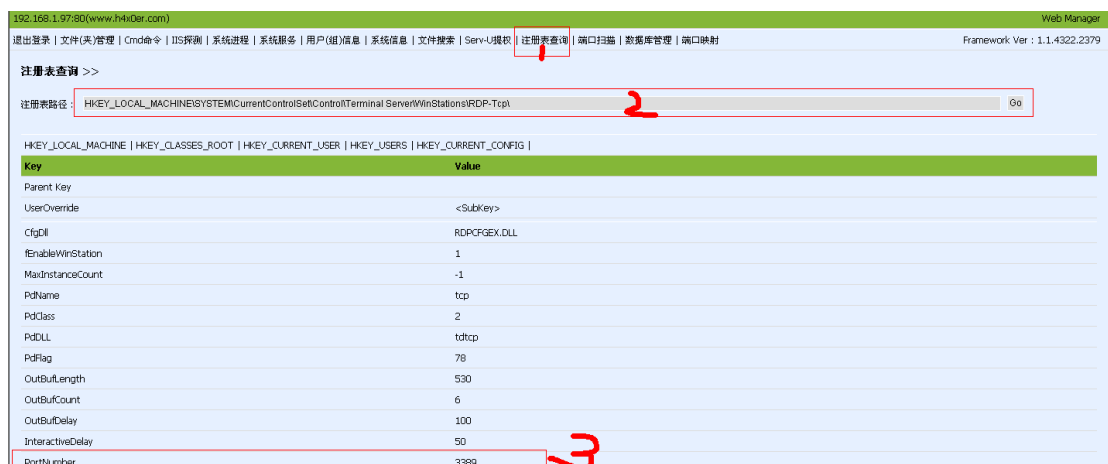 192.168.1.97:80(www.h4x0er.com) Web Manager
退出登录 | 文件(夹)管理 | Cmd命令 | IIS探测 | 系统进程 | 系统服务 | 用户(组)信息 | 系统信息 | 文件搜索 | Serv-U提权 | 注册表查询 | 端口扫描 | 数据库管理 | 端口映射 Framework Ver : 1.1.4322.2379
1
注册表查询 >>
注册表路径 : HKEY_LOCAL_MACHINE\SYSTEM\CurrentControlSet\Control\Terminal Server\WinStations\RDP-Tcp\ 2 Go
HKEY_LOCAL_MACHINE | HKEY_CLASSES_ROOT | HKEY_CURRENT_USER | HKEY_USERS | HKEY_CURRENT_CONFIG |
Key Value
Parent Key
UserOverride <SubKey>
CfgDll RDPCFGEX.DLL
fEnableWinStation 1
MaxInstanceCount -1
PdName tcp
PdClass 2
PdDLL tdtcp
PdFlag 78
OutBufLength 530
OutBufCount 6
OutBufDelay 100
InteractiveDelay 50
PortNumber 3389 3